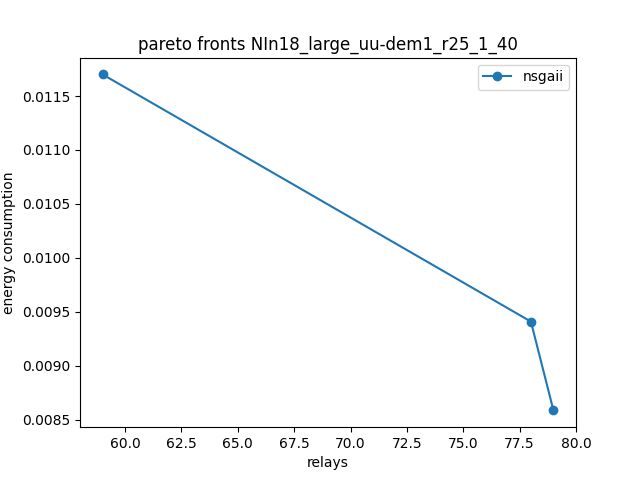 pareto fronts NIn18_large_uu-dem1_r25_1_40
nsgaii
energy consumption
0.0115
0.0110
0.0105
0.0100
0.0095
0.0090
0.0085
60.0 62.5 65.0 67.5 70.0 72.5 75.0 77.5 80.0
relays